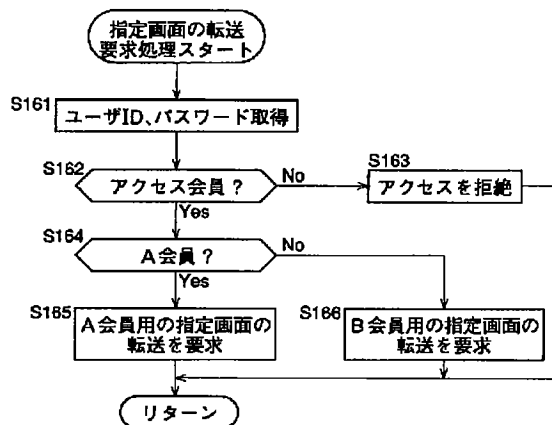 指定画面の転送
要求処理スタート
S161
ユーザID、パスワード取得
S162
アクセス会員?
No
S163
アクセスを拒絶
Yes
S164
A会員?
No
Yes
S165
A会員用の指定画面の
転送を要求
S166
B会員用の指定画面の
転送を要求
リターン